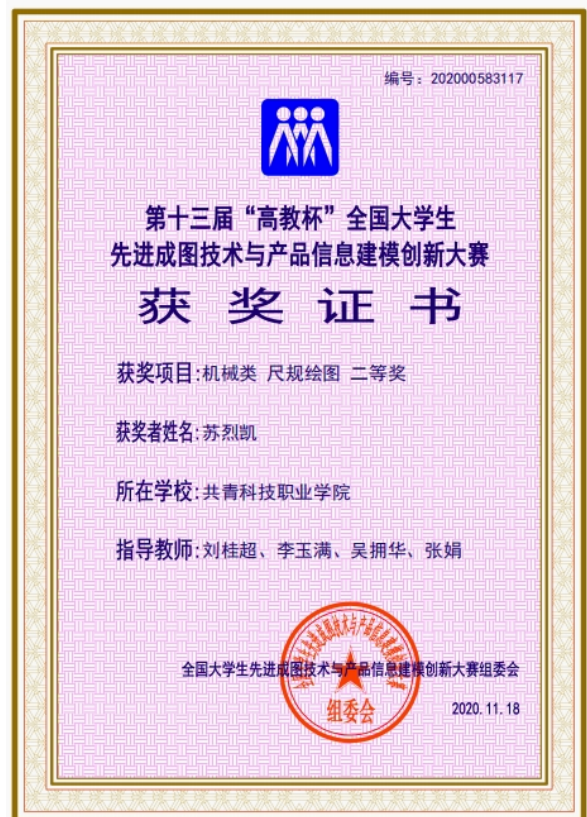 编号：202000583117
第十三届“高教杯”全国大学生
先进成图技术与产品信息建模创新大赛
获奖证书
获奖项目:机械类 尺规绘图 二等奖
获奖者姓名:苏烈凯
所在学校:共青科技职业学院
指导教师:刘桂超、李玉满、吴拥华、张娟
全国大学生先进成图技术与产品信息建模创新大赛组委会
组委会
2020.11.18